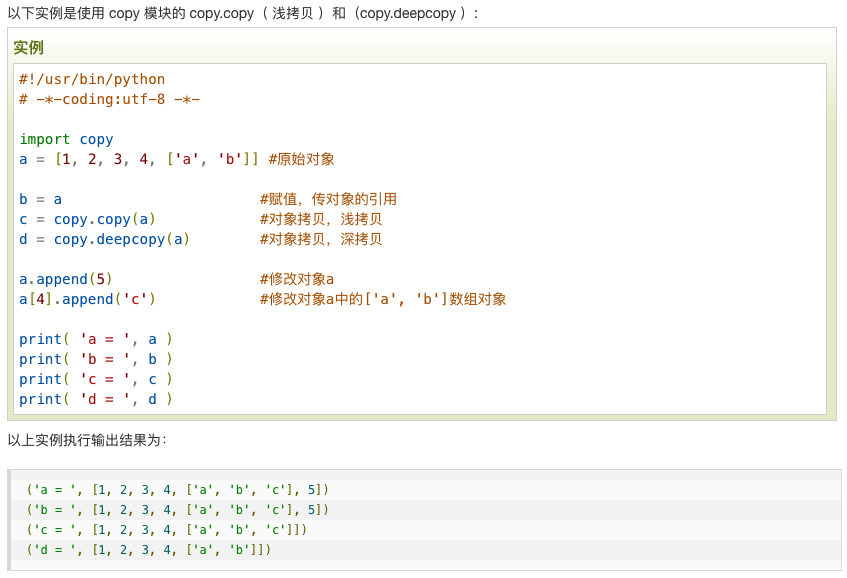 以下实例是使用 copy 模块的 copy.copy（ 浅拷贝 ）和（copy.deepcopy ）:
实例
#!/usr/bin/python
# -*-coding:utf-8 -*-
import copy
a = [1, 2, 3, 4, ['a', 'b']] #原始对象
b = a                       #赋值，传对象的引用
c = copy.copy(a)            #对象拷贝，浅拷贝
d = copy.deepcopy(a)        #对象拷贝，深拷贝
a.append(5)                 #修改对象a
a[4].append('c')            #修改对象a中的['a', 'b']数组对象
print( 'a = ', a )
print( 'b = ', b )
print( 'c = ', c )
print( 'd = ', d )
以上实例执行输出结果为：
('a = ', [1, 2, 3, 4, ['a', 'b', 'c'], 5])
('b = ', [1, 2, 3, 4, ['a', 'b', 'c'], 5])
('c = ', [1, 2, 3, 4, ['a', 'b', 'c']])
('d = ', [1, 2, 3, 4, ['a', 'b']])